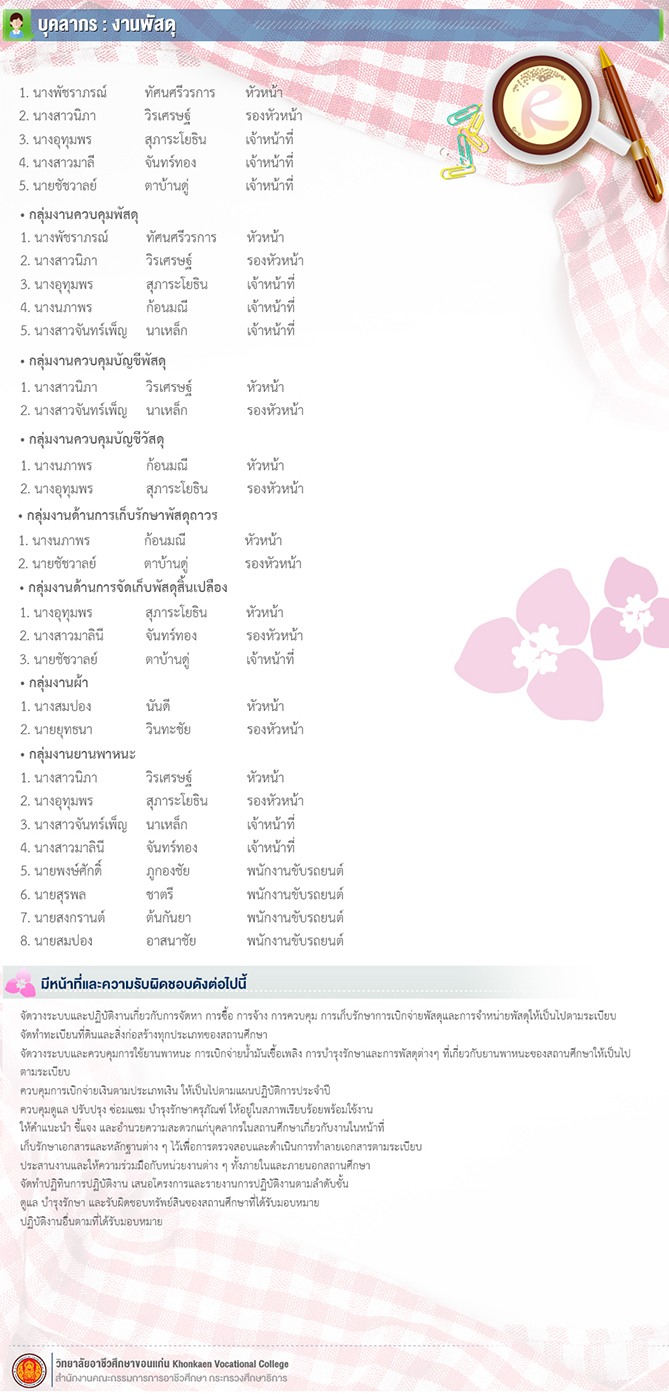 บุคลากร : งานพัสดุ
1. นางพัชราภรณ์ ทัศนศรีวรการ หัวหน้า
2. นางสาวนิภา วิรเศรษฐ์ รองหัวหน้า
3. นางอุทุมพร สุภาระโยธิน เจ้าหน้าที่
4. นางสาวมาลี จันทร์ทอง เจ้าหน้าที่
5. นายชัชวาลย์ ตาบ้านดู่ เจ้าหน้าที่
• กลุ่มงานควบคุมพัสดุ
1. นางพัชราภรณ์ ทัศนศรีวรการ หัวหน้า
2. นางสาวนิภา วิรเศรษฐ์ รองหัวหน้า
3. นางอุทุมพร สุภาระโยธิน เจ้าหน้าที่
4. นางนภาพร ก้อนมณี เจ้าหน้าที่
5. นางสาวจันทร์เพ็ญ นาเหล็ก เจ้าหน้าที่
• กลุ่มงานควบคุมบัญชีพัสดุ
1. นางสาวนิภา วิรเศรษฐ์ หัวหน้า
2. นางสาวจันทร์เพ็ญ นาเหล็ก รองหัวหน้า
• กลุ่มงานควบคุมบัญชีวัสดุ
1. นางนภาพร ก้อนมณี หัวหน้า
2. นางอุทุมพร สุภาระโยธิน รองหัวหน้า
• กลุ่มงานด้านการเก็บรักษาพัสดุถาวร
1. นางนภาพร ก้อนมณี หัวหน้า
2. นายชัชวาลย์ ตาบ้านดู่ รองหัวหน้า
• กลุ่มงานด้านการจัดเก็บพัสดุสิ้นเปลือง
1. นางอุทุมพร สุภาระโยธิน หัวหน้า
2. นางสาวมาลินี จันทร์ทอง รองหัวหน้า
3. นายชัชวาลย์ ตาบ้านดู่ เจ้าหน้าที่
• กลุ่มงานผ้า
1. นางสมปอง นันดี หัวหน้า
2. นายยุทธนา วินทะชัย รองหัวหน้า
• กลุ่มงานยานพาหนะ
1. นางสาวนิภา วิรเศรษฐ์ หัวหน้า
2. นางอุทุมพร สุภาระโยธิน รองหัวหน้า
3. นางสาวจันทร์เพ็ญ นาเหล็ก เจ้าหน้าที่
4. นางสาวมาลินี จันทร์ทอง เจ้าหน้าที่
5. นายพงษ์ศักดิ์ ภูกองชัย พนักงานขับรถยนต์
6. นายสุรพล ชาตรี พนักงานขับรถยนต์
7. นายสงกรานต์ ต้นกันยา พนักงานขับรถยนต์
8. นายสมปอง อาสนาชัย พนักงานขับรถยนต์
มีหน้าที่และความรับผิดชอบดังต่อไปนี้
จัดวางระบบและปฏิบัติงานเกี่ยวกับการจัดหา การซื้อ การจ้าง การควบคุม การเก็บรักษาการเบิกจ่ายพัสดุและการจำหน่ายพัสดุให้เป็นไปตามระเบียบ
จัดทำทะเบียนที่ดินและสิ่งก่อสร้างทุกประเภทของสถานศึกษา
จัดวางระบบและควบคุมการใช้ยานพาหนะ การเบิกจ่ายน้ำมันเชื้อเพลิง การบำรุงรักษาและการพัสดุต่างๆ ที่เกี่ยวกับยานพาหนะของสถานศึกษาให้เป็นไป
ตามระเบียบ
ควบคุมการเบิกจ่ายเงินตามประเภทเงิน ให้เป็นไปตามแผนปฏิบัติการประจำปี
ควบคุมดูแล ปรับปรุง ซ่อมแซม บำรุงรักษาครุภัณฑ์ ให้อยู่ในสภาพเรียบร้อยพร้อมใช้งาน
ให้คำแนะนำ ชี้แจง และอำนวยความสะดวกแก่บุคลากรในสถานศึกษาเกี่ยวกับงานในหน้าที่
เก็บรักษาเอกสารและหลักฐานต่าง ๆ ไว้เพื่อการตรวจสอบและดำเนินการทำลายเอกสารตามระเบียบ
ประสานงานและให้ความร่วมมือกับหน่วยงานต่าง ๆ ทั้งภายในและภายนอกสถานศึกษา
จัดทำปฏิทินการปฏิบัติงาน เสนอโครงการและรายงานการปฏิบัติงานตามลำดับขั้น
ดูแล บำรุงรักษา และรับผิดชอบทรัพย์สินของสถานศึกษาที่ได้รับมอบหมาย
ปฏิบัติงานอื่นตามที่ได้รับมอบหมาย
วิทยาลัยอาชีวศึกษาขอนแก่น Khonkaen Vocational College
สำนักงานคณะกรรมการการอาชีวศึกษา กระทรวงศึกษาธิการ